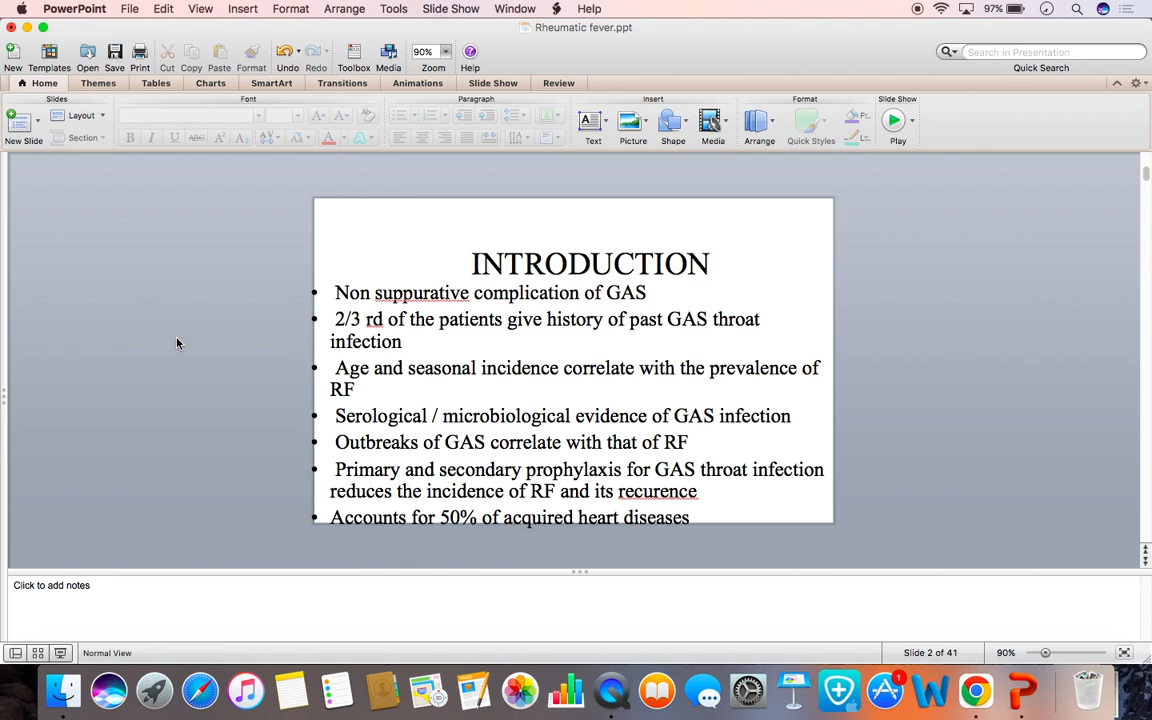 PowerPoint File Edit View Insert Format Arrange Tools Slide Show Window Help 97%
Rheumatic fever.ppt
90% Search in Presentation
New Templates Open Save Print Cut Copy Paste Format Undo Redo Toolbox Media Zoom Help Quick Search
Home Themes Tables Charts SmartArt Transitions Animations Slide Show Review
Slides Font Paragraph Insert Format Slide Show
Layout
New Slide Section Text Picture Shape Media Arrange Quick Styles Play
INTRODUCTION
• Non suppurative complication of GAS
• 2/3 rd of the patients give history of past GAS throat
infection
• Age and seasonal incidence correlate with the prevalence of
RF
• Serological / microbiological evidence of GAS infection
• Outbreaks of GAS correlate with that of RF
• Primary and secondary prophylaxis for GAS throat infection
reduces the incidence of RF and its recurence
• Accounts for 50% of acquired heart diseases
Click to add notes
Normal View Slide 2 of 41 90%